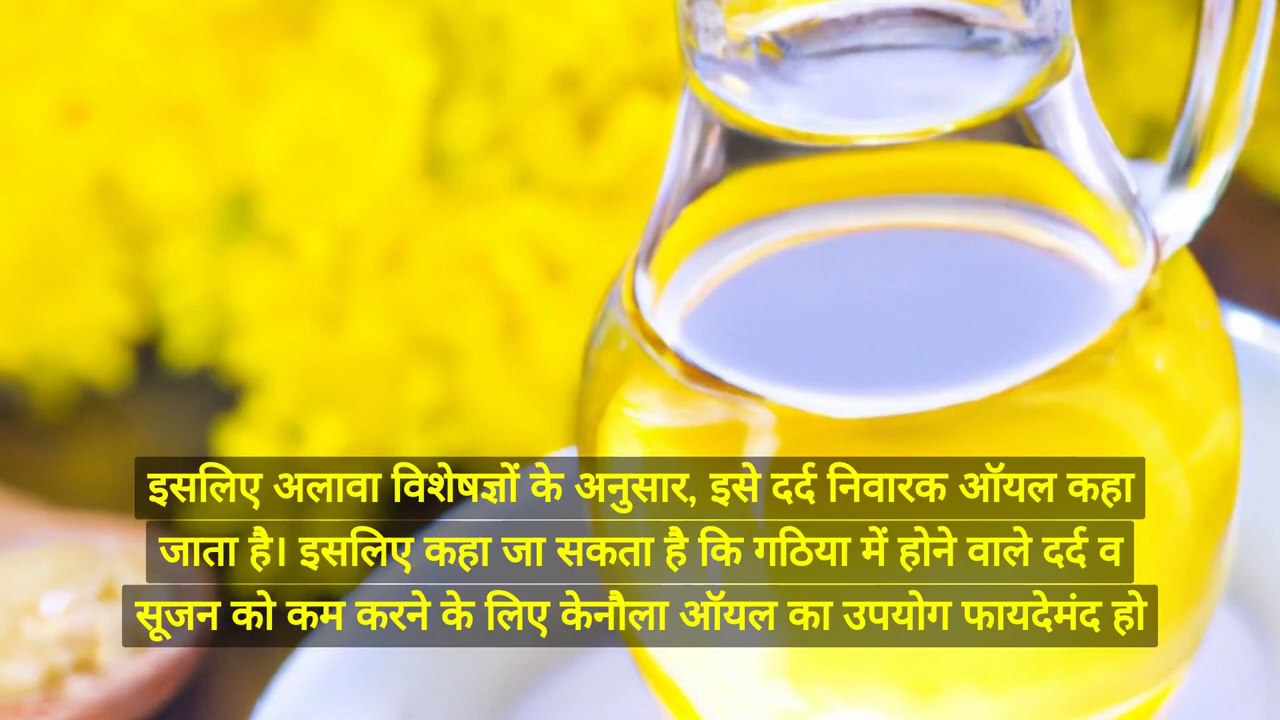 इसलिए अलावा विशेषज्ञों के अनुसार, इसे दर्द निवारक ऑयल कहा
जाता है। इसलिए कहा जा सकता है कि गठिया में होने वाले दर्द व
सूजन को कम करने के लिए केनौला ऑयल का उपयोग फायदेमंद हो